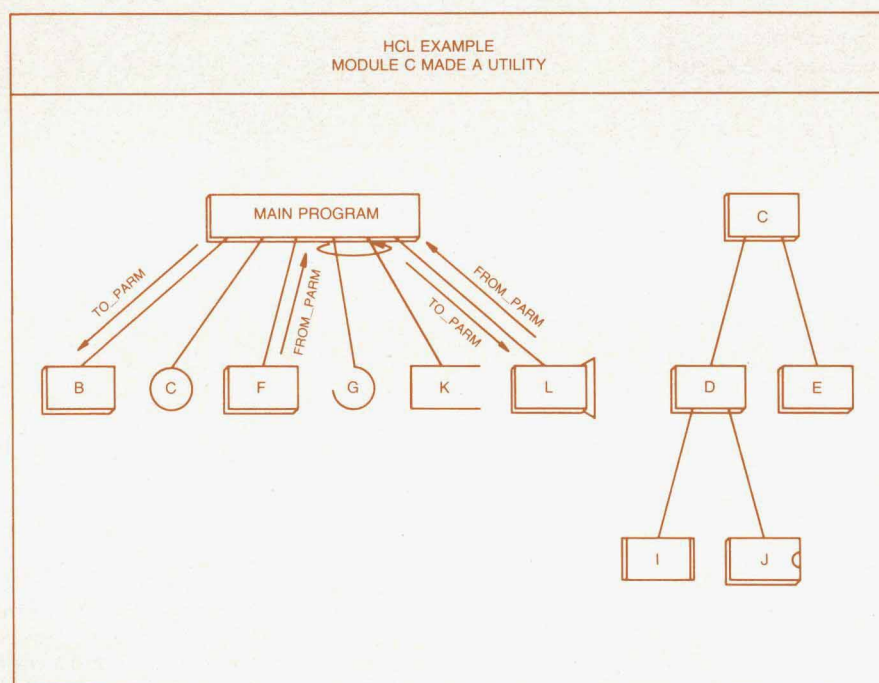 HCL EXAMPLE
MODULE C MADE A UTILITY
MAIN PROGRAM
C
TO_PARM
FROM_PARM
TO_PARM
FROM_PARM
B
C
F
G
K
L
D
E
I
J